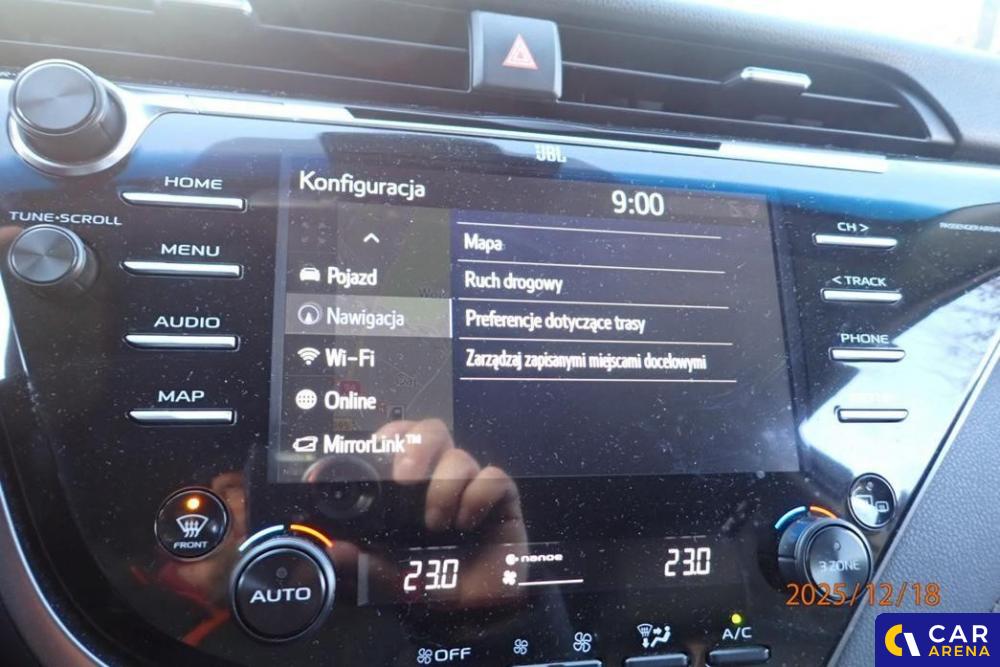 JBL
HOME
TUNE•SCROLL
MENU
AUDIO
MAP
Konfiguracja
9:00
Pojazd
Nawigacja
Wi-Fi
Online
MirrorLink™
Mapa
Ruch drogowy
Preferencje dotyczące trasy
Zarządzaj zapisanymi miejscami docelowymi
CH >
< TRACK
PHONE
FRONT
AUTO
23.0
nanoe
23.0
3 ZONE
OFF
A/C
2025/12/18
CAR
ARENA